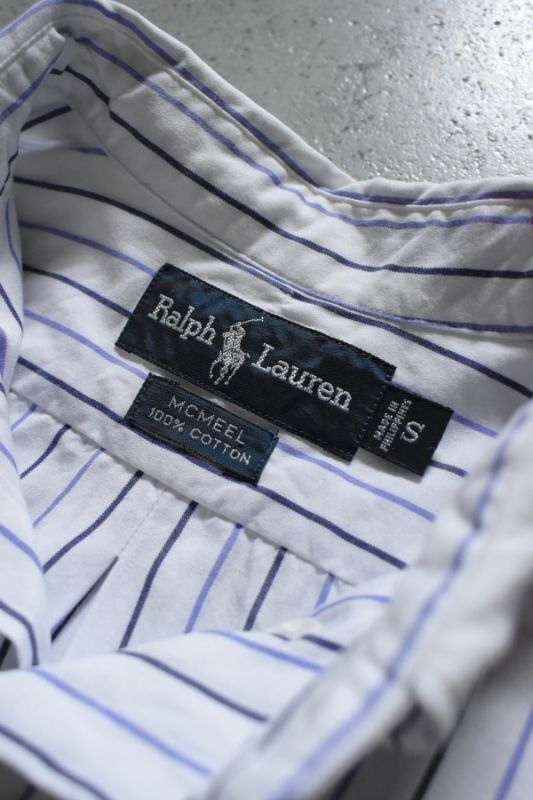 Ralph Lauren
MCMEEL
100% COTTON
MADE IN
PHILIPPINES
S